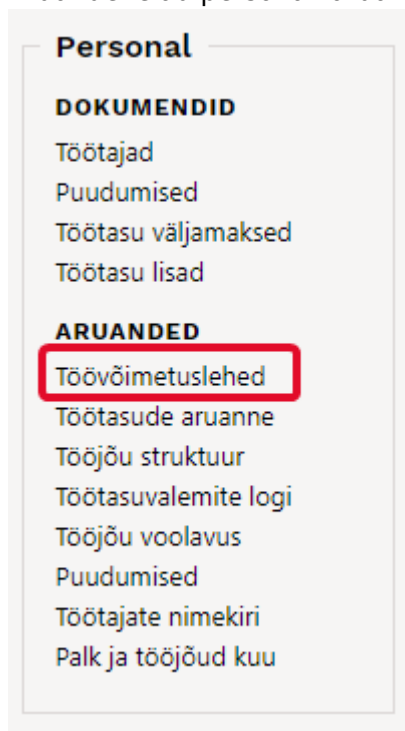 Personal
DOKUMENDID
Töötajad
Puudumised
Töötasu väljamaksed
Töötasu lisad
ARUANDED
Töövõimetuslehed
Töötasude aruanne
Tööjõu struktuur
Töötasuvalemite logi
Tööjõu voolavus
Puudumised
Töötajate nimekiri
Palk ja tööjõud kuu